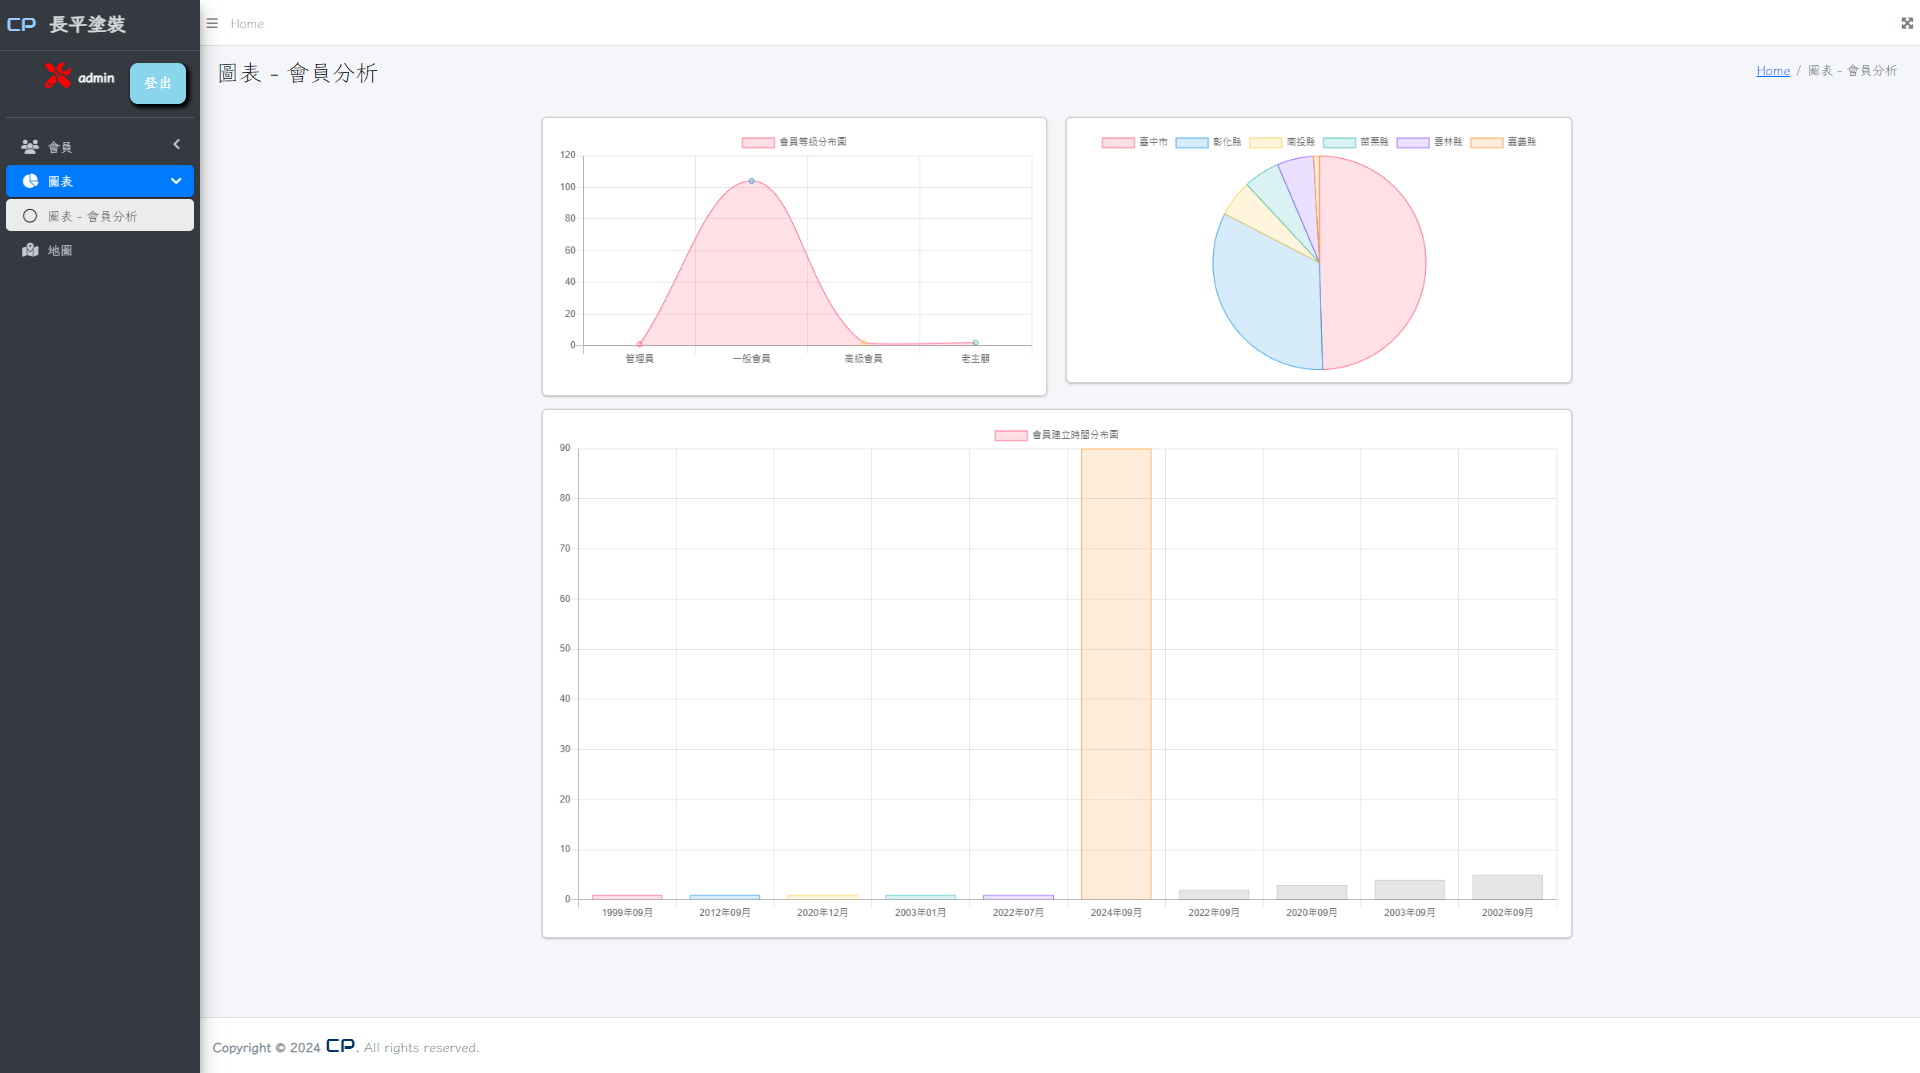 CP 長平塗裝
admin
登出
會員
圖表
圖表 - 會員分析
地圖
Home
圖表 - 會員分析
Home / 圖表 - 會員分析
會員等級分布圖
120
100
80
60
40
20
0
管理員 一般會員 高級會員 老主顧
臺中市 彰化縣 南投縣 苗栗縣 雲林縣 嘉義縣
會員建立時間分布圖
90
80
70
60
50
40
30
20
10
0
1999年09月 2012年09月 2020年12月 2003年01月 2022年07月 2024年09月 2022年09月 2020年09月 2003年09月 2002年09月
Copyright © 2024 CP. All rights reserved.